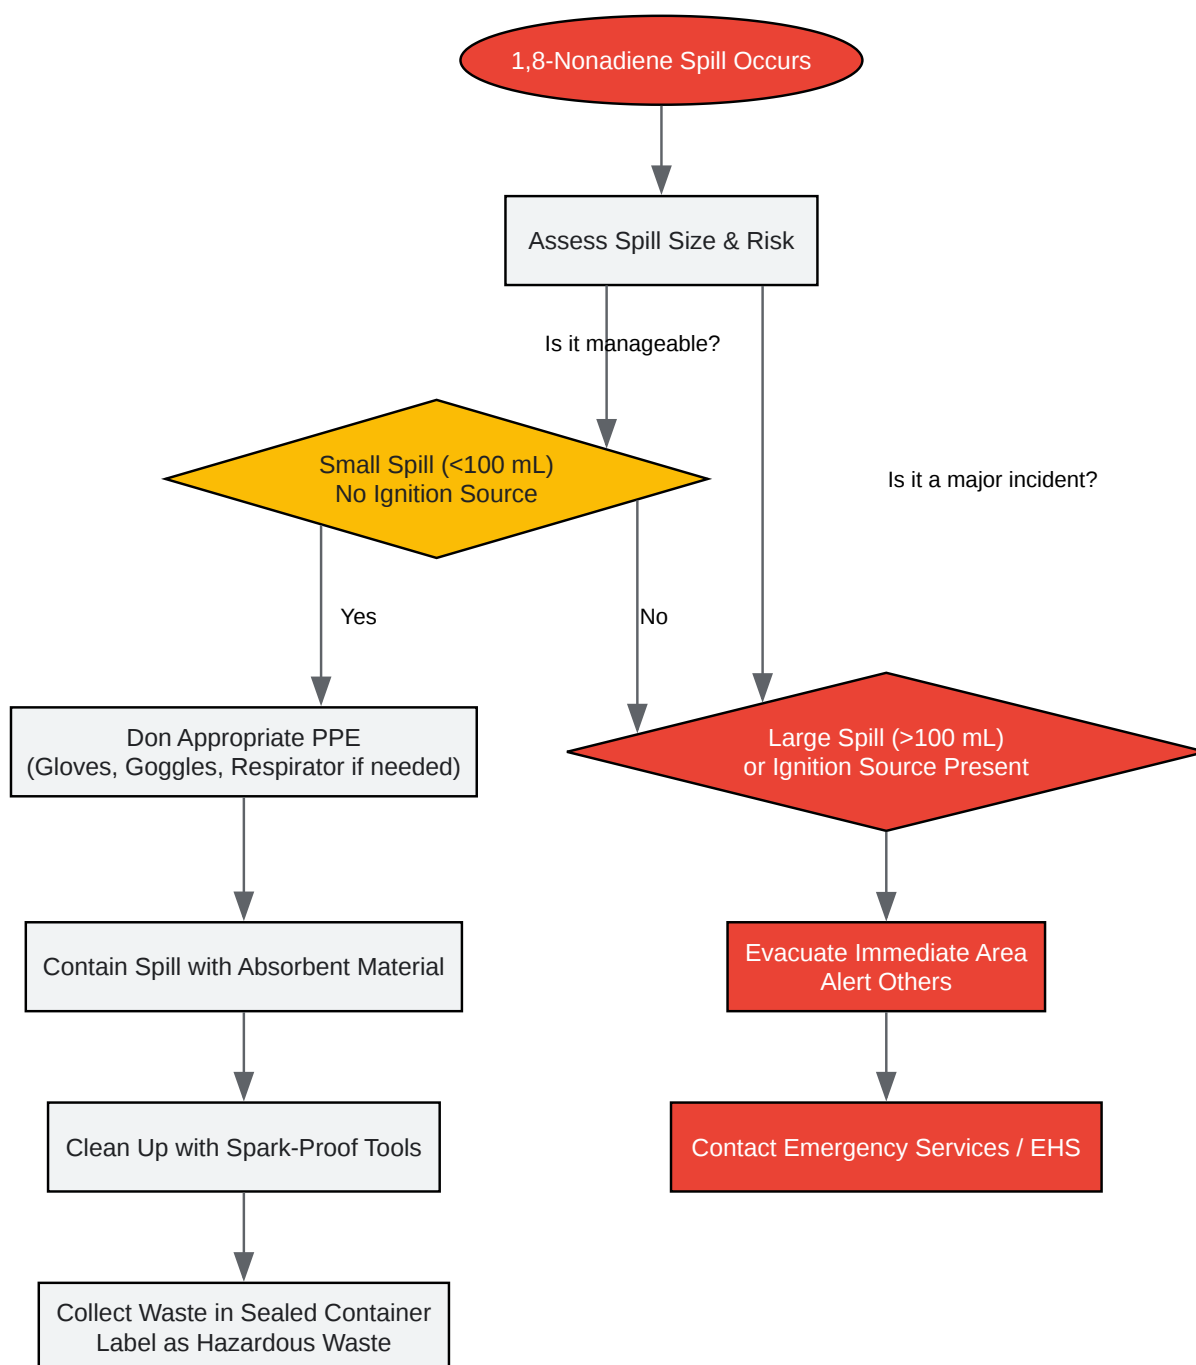 1,8-Nonadiene Spill Occurs
Assess Spill Size & Risk
Is it manageable?
Small Spill (<100 mL)
No Ignition Source
Is it a major incident?
Yes
No
Don Appropriate PPE
(Gloves, Goggles, Respirator if needed)
Large Spill (>100 mL)
or Ignition Source Present
Contain Spill with Absorbent Material
Evacuate Immediate Area
Alert Others
Clean Up with Spark-Proof Tools
Contact Emergency Services / EHS
Collect Waste in Sealed Container
Label as Hazardous Waste